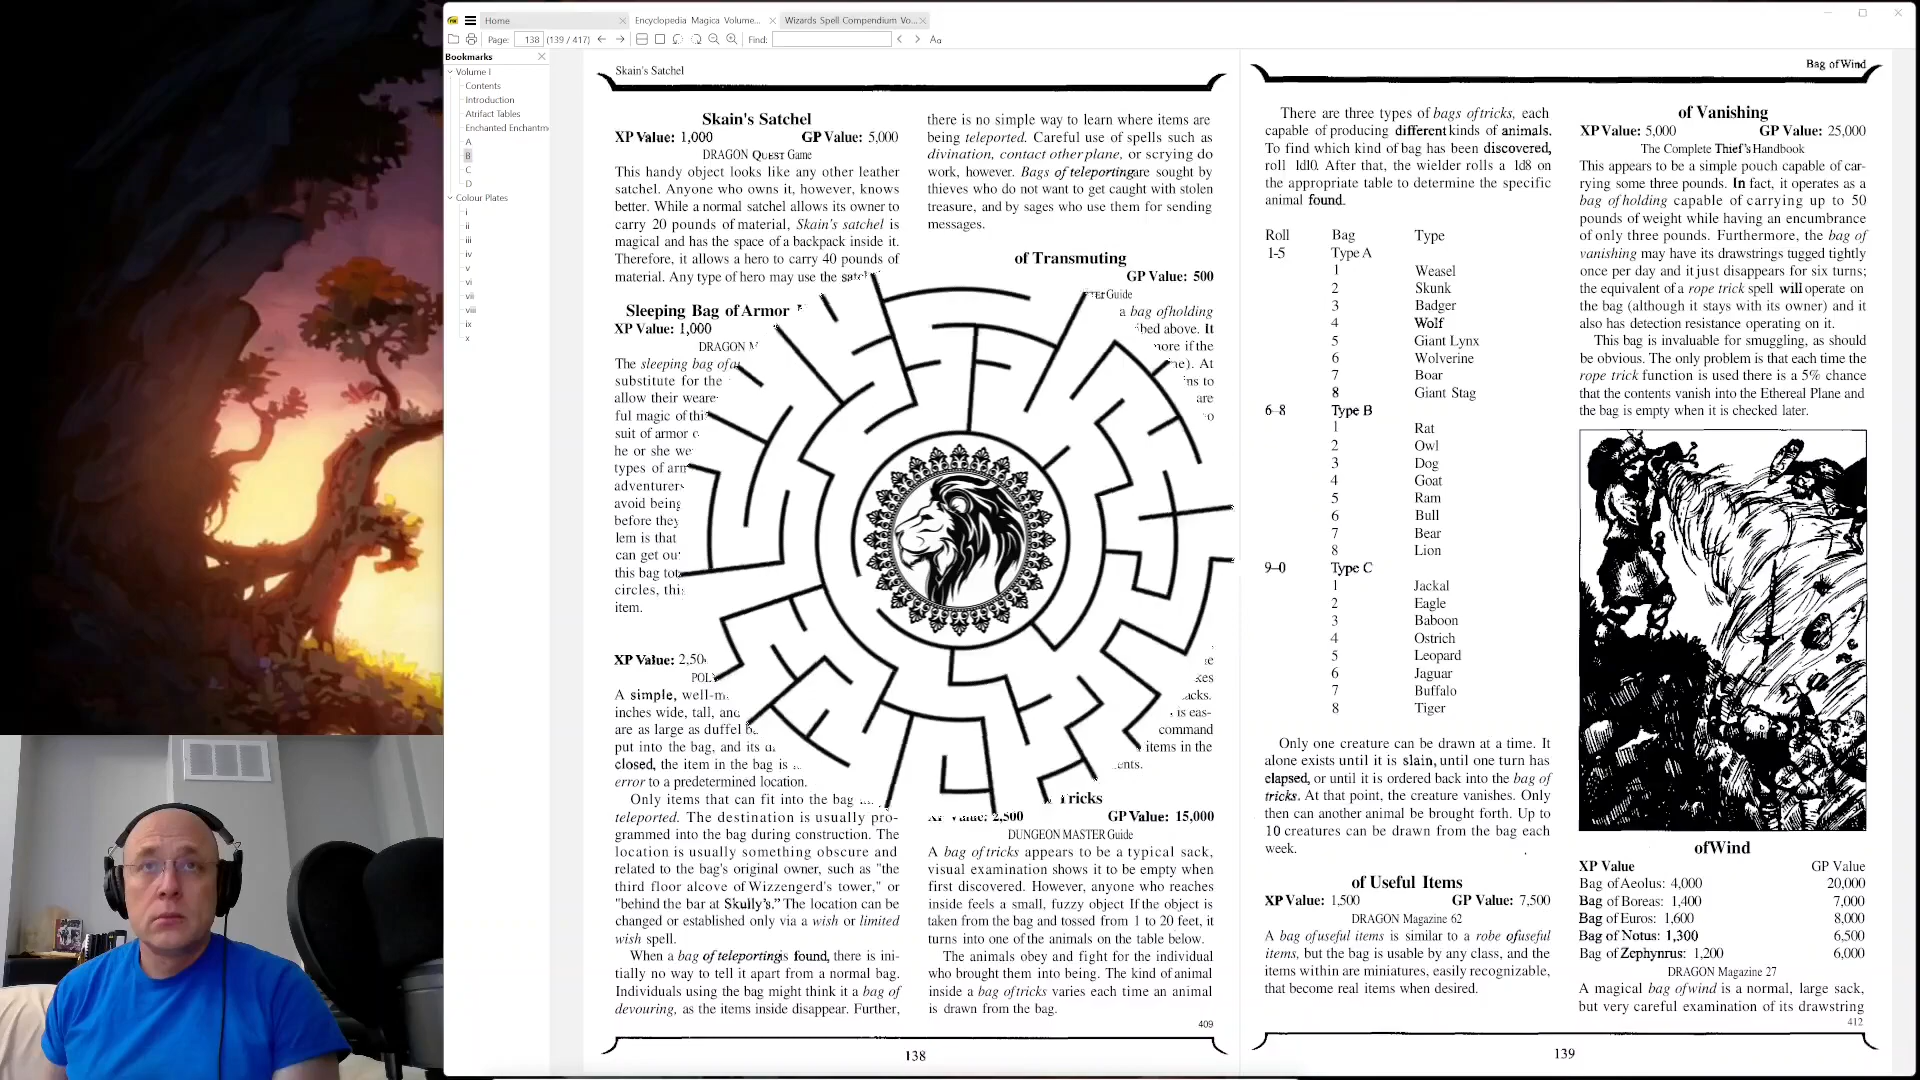 Home
Encyclopedia Magica Volume...
Wizards Spell Compendium Vo...
Page: 138 (139 / 417)
Find:
Aa
Bookmarks
Volume I
Contents
Introduction
Atrifact Tables
Enchanted Enchantm
A
B
C
D
Colour Plates
i
ii
iii
iv
v
vi
vii
viii
ix
x
Skain's Satchel
Skain's Satchel
XP Value: 1,000 GP Value: 5,000
DRAGON QUEST Game
This handy object looks like any other leather
satchel. Anyone who owns it, however, knows
better. While a normal satchel allows its owner to
carry 20 pounds of material, Skain's satchel is
magical and has the space of a backpack inside it.
Therefore, it allows a hero to carry 40 pounds of
material. Any type of hero may use the
Sleeping Bag of Armor
XP Value: 1,000
DRAGON
The sleeping bag of
substitute for the
allow their
ful magic of
suit of armor
he or she
types of
adventurers
avoid being
before they
lem is that
can get
this bag
circles,
item.
XP Value:
A simple,
inches wide, tall, and
are as large as duffel
put into the bag, and its
closed, the item in the bag is
error to a predetermined location.
Only items that can fit into the bag
teleported. The destination is usually pro-
grammed into the bag during construction. The
location is usually something obscure and
related to the bag's original owner, such as "the
third floor alcove of Wizzengerd's tower," or
"behind the bar at Skully's." The location can be
changed or established only via a wish or limited
wish spell.
When a bag of teleporting is found, there is ini-
tially no way to tell it apart from a normal bag.
Individuals using the bag might think it a bag of
devouring, as the items inside disappear. Further,
there is no simple way to learn where items are
being teleported. Careful use of spells such as
divination, contact other plane, or scrying do
work, however. Bags of teleporting are sought by
thieves who do not want to get caught with stolen
treasure, and by sages who use them for sending
messages.
of Transmuting
GP Value: 500
Guide
a bag of holding
above. It
if the
At
to
are
is eas-
command
items in the
Tricks
2,500 GP Value: 15,000
DUNGEON MASTER Guide
A bag of tricks appears to be a typical sack,
visual examination shows it to be empty when
first discovered. However, anyone who reaches
inside feels a small, fuzzy object If the object is
taken from the bag and tossed from 1 to 20 feet, it
turns into one of the animals on the table below.
The animals obey and fight for the individual
who brought them into being. The kind of animal
inside a bag of tricks varies each time an animal
is drawn from the bag.
409
138
Bag of Wind
There are three types of bags of tricks, each
capable of producing different kinds of animals.
To find which kind of bag has been discovered,
roll 1d10. After that, the wielder rolls a 1d8 on
the appropriate table to determine the specific
animal found.
Roll Bag Type
1-5 Type A
1 Weasel
2 Skunk
3 Badger
4 Wolf
5 Giant Lynx
6 Wolverine
7 Boar
8 Giant Stag
6-8 Type B
1 Rat
2 Owl
3 Dog
4 Goat
5 Ram
6 Bull
7 Bear
8 Lion
9-0 Type C
1 Jackal
2 Eagle
3 Baboon
4 Ostrich
5 Leopard
6 Jaguar
7 Buffalo
8 Tiger
Only one creature can be drawn at a time. It
alone exists until it is slain, until one turn has
elapsed, or until it is ordered back into the bag of
tricks. At that point, the creature vanishes. Only
then can another animal be brought forth. Up to
10 creatures can be drawn from the bag each
week.
of Useful Items
XP Value: 1,500 GP Value: 7,500
DRAGON Magazine 62
A bag of useful items is similar to a robe of useful
items, but the bag is usable by any class, and the
items within are miniatures, easily recognizable,
that become real items when desired.
of Vanishing
XP Value: 5,000 GP Value: 25,000
The Complete Thief's Handbook
This appears to be a simple pouch capable of car-
rying some three pounds. In fact, it operates as a
bag of holding capable of carrying up to 50
pounds of weight while having an encumbrance
of only three pounds. Furthermore, the bag of
vanishing may have its drawstrings tugged tightly
once per day and it just disappears for six turns;
the equivalent of a rope trick spell will operate on
the bag (although it stays with its owner) and it
also has detection resistance operating on it.
This bag is invaluable for smuggling, as should
be obvious. The only problem is that each time the
rope trick function is used there is a 5% chance
that the contents vanish into the Ethereal Plane and
the bag is empty when it is checked later.
of Wind
XP Value GP Value
Bag of Aeolus: 4,000 20,000
Bag of Boreas: 1,400 7,000
Bag of Euros: 1,600 8,000
Bag of Notus: 1,300 6,500
Bag of Zephynrus: 1,200 6,000
DRAGON Magazine 27
A magical bag of wind is a normal, large sack,
but very careful examination of its drawstring
412
139